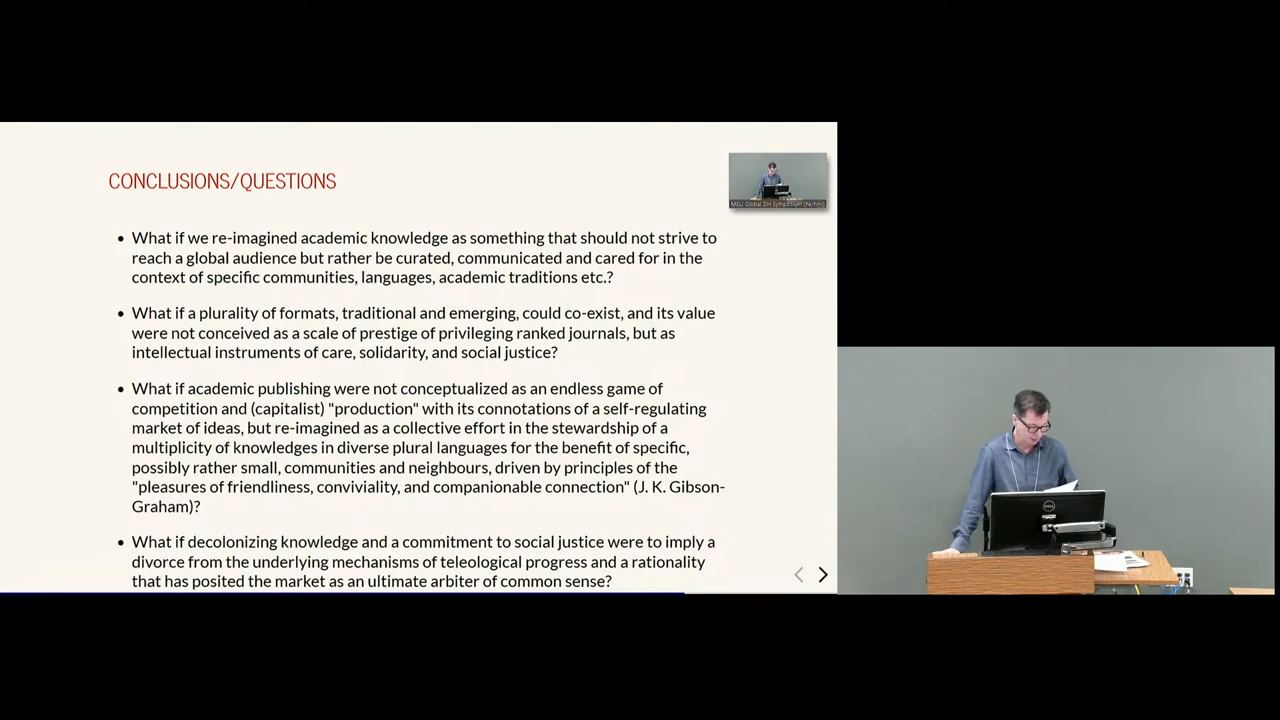 CONCLUSIONS/QUESTIONS
MSU Global DH Symposium (he/him)
• What if we re-imagined academic knowledge as something that should not strive to
reach a global audience but rather be curated, communicated and cared for in the
context of specific communities, languages, academic traditions etc.?
• What if a plurality of formats, traditional and emerging, could co-exist, and its value
were not conceived as a scale of prestige of privileging ranked journals, but as
intellectual instruments of care, solidarity, and social justice?
• What if academic publishing were not conceptualized as an endless game of
competition and (capitalist) "production" with its connotations of a self-regulating
market of ideas, but re-imagined as a collective effort in the stewardship of a
multiplicity of knowledges in diverse plural languages for the benefit of specific,
possibly rather small, communities and neighbours, driven by principles of the
"pleasures of friendliness, conviviality, and companionable connection" (J. K. Gibson-
Graham)?
• What if decolonizing knowledge and a commitment to social justice were to imply a
divorce from the underlying mechanisms of teleological progress and a rationality
that has posited the market as an ultimate arbiter of common sense?
DELL